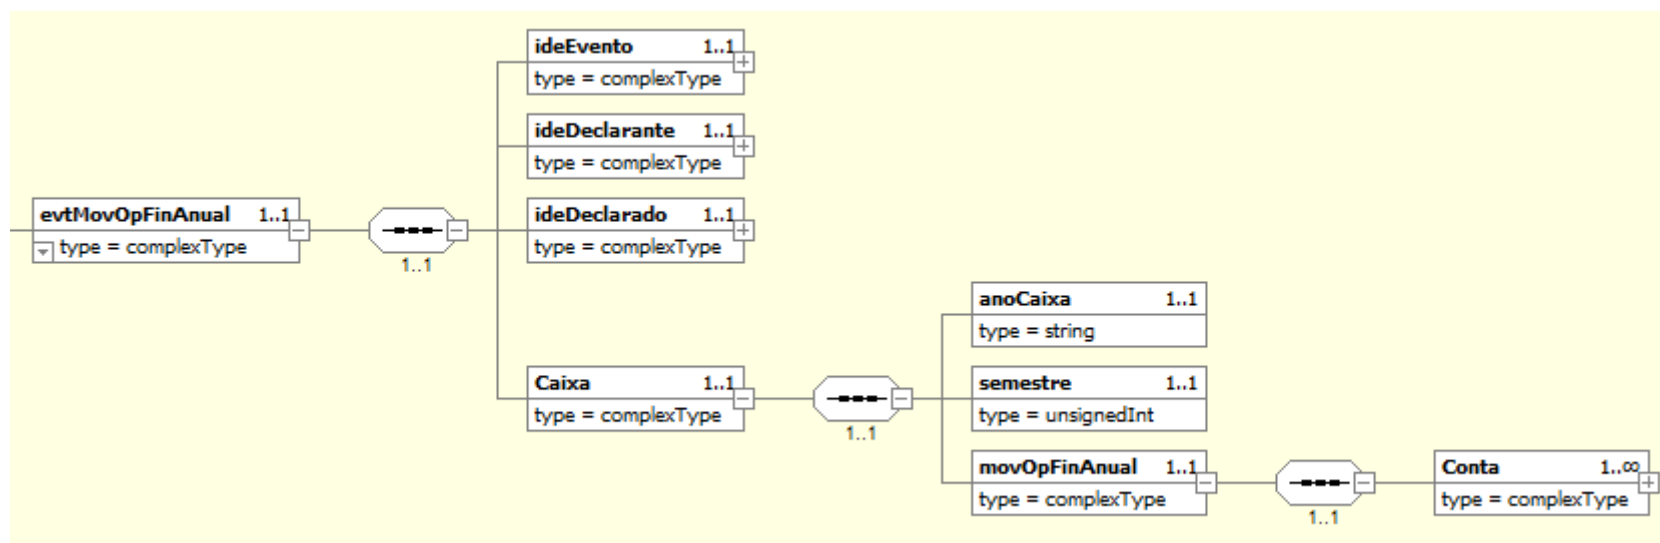 ideEvento 1..1
type = complexType
ideDeclarante 1..1
type = complexType
evtMovOpFinAnual 1..1
type = complexType
1..1
ideDeclarado 1..1
type = complexType
Caixa 1..1
type = complexType
1..1
anoCaixa 1..1
type = string
semestre 1..1
type = unsignedInt
movOpFinAnual 1..1
type = complexType
1..1
Conta 1..∞
type = complexType